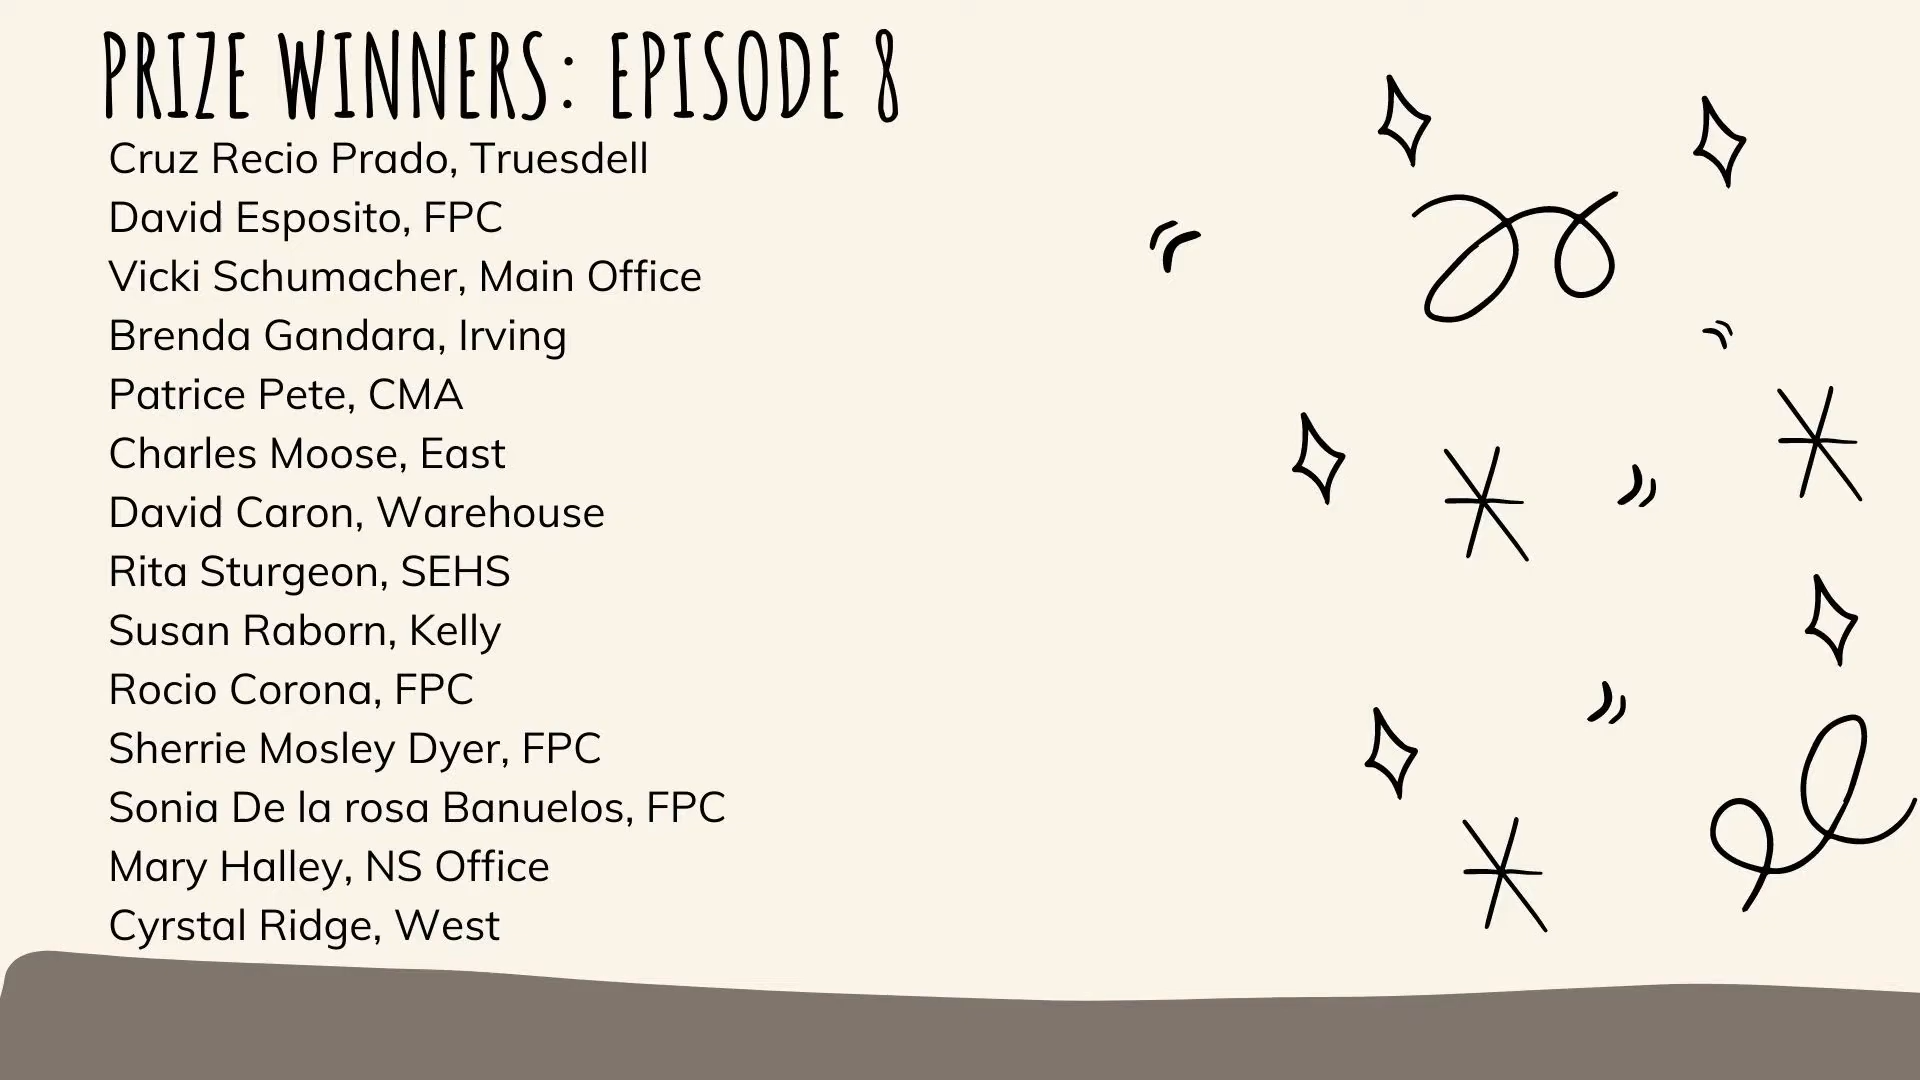 PRIZE WINNERS: EPISODE 8
Cruz Recio Prado, Truesdell
David Esposito, FPC
Vicki Schumacher, Main Office
Brenda Gandara, Irving
Patrice Pete, CMA
Charles Moose, East
David Caron, Warehouse
Rita Sturgeon, SEHS
Susan Raborn, Kelly
Rocio Corona, FPC
Sherrie Mosley Dyer, FPC
Sonia De la rosa Banuelos, FPC
Mary Halley, NS Office
Cyrstal Ridge, West